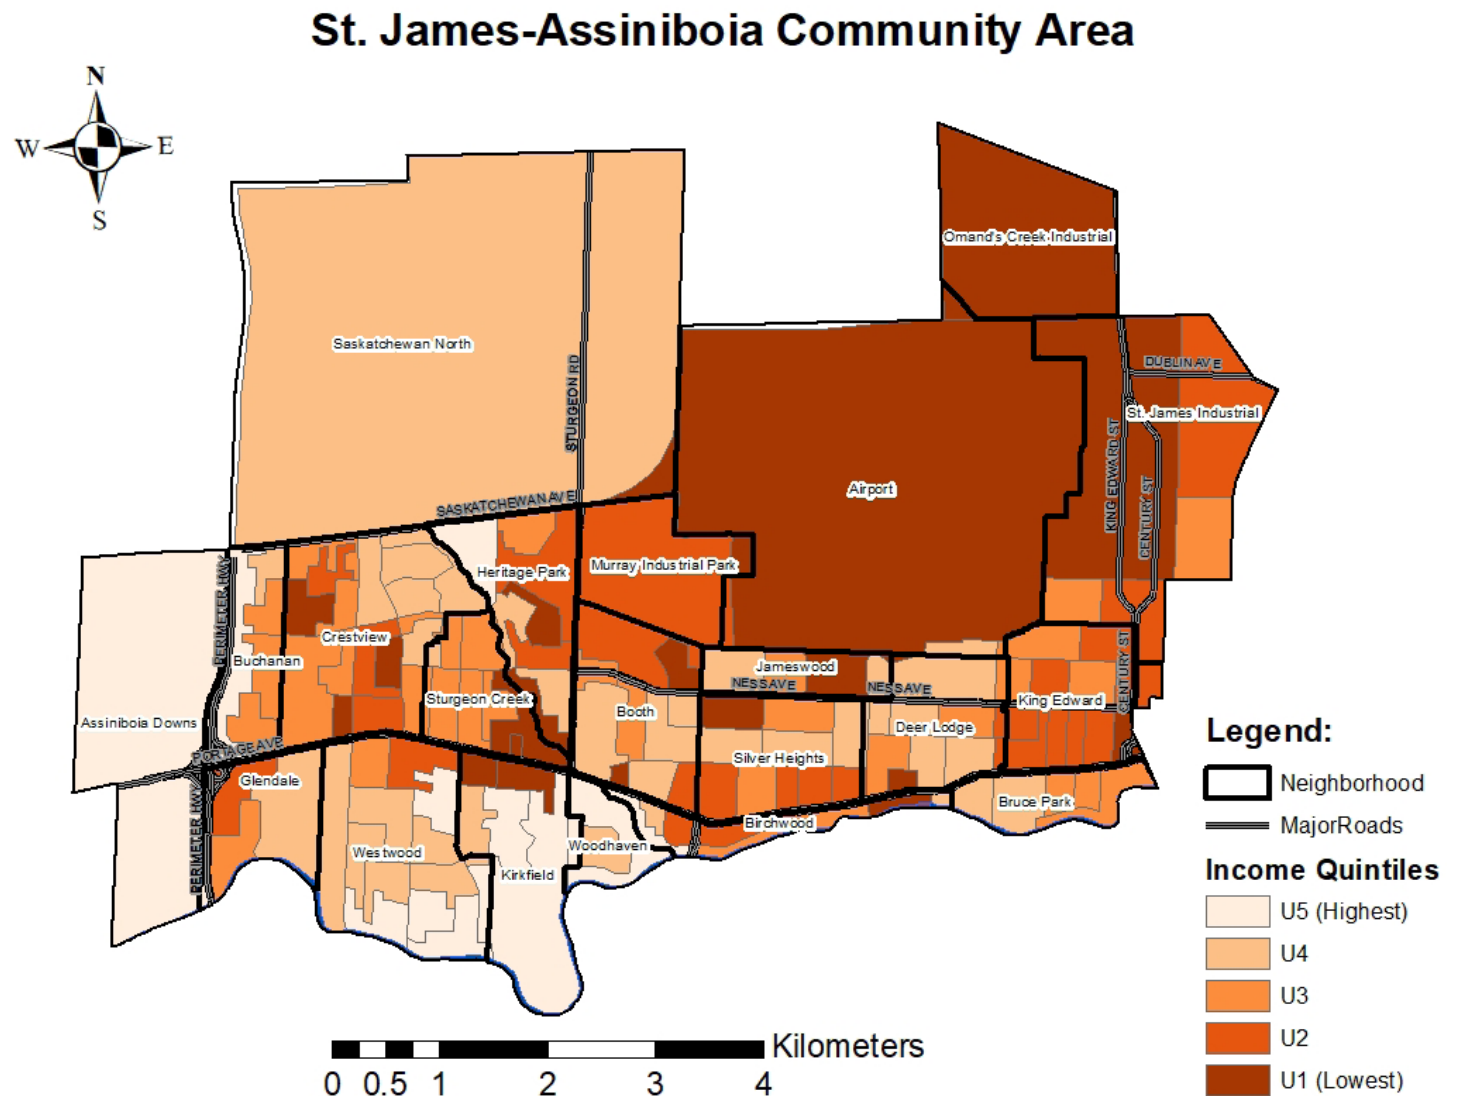 St. James-Assiniboia Community Area
N
W
E
S
Omand's Creek Industrial
Saskatchewan North
STURGEON RD
DUBLIN AVE
St. James Industrial
KING EDWARD ST
CENTURY ST
Airport
SASKATCHEWAN AVE
Heritage Park
Murray Industrial Park
PERIMETER HWY
Crestview
Buchanan
Jameswood
NESS AVE
NESS AVE
CENTURY ST
Sturgeon Creek
King Edward
Booth
Assiniboia Downs
Deer Lodge
PORTAGE AVE
Silver Heights
Glendale
Bruce Park
Birchwood
PERIMETER HWY
Westwood
Woodhaven
Kirkfield
Legend:
Neighborhood
MajorRoads
Income Quintiles
U5 (Highest)
U4
U3
U2
U1 (Lowest)
Kilometers
0 0.5 1 2 3 4